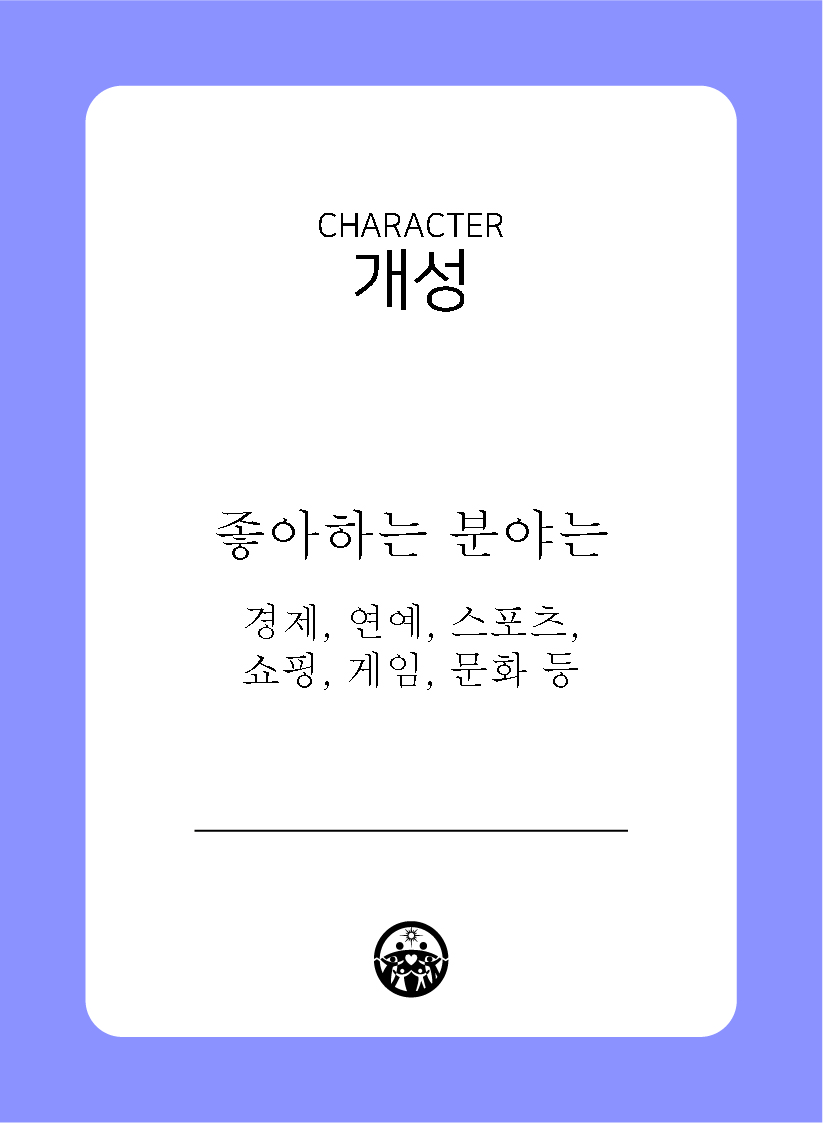 CHARACTER
개성
좋아하는 분야는
경제, 연예, 스포츠,
쇼핑, 게임, 문화 등